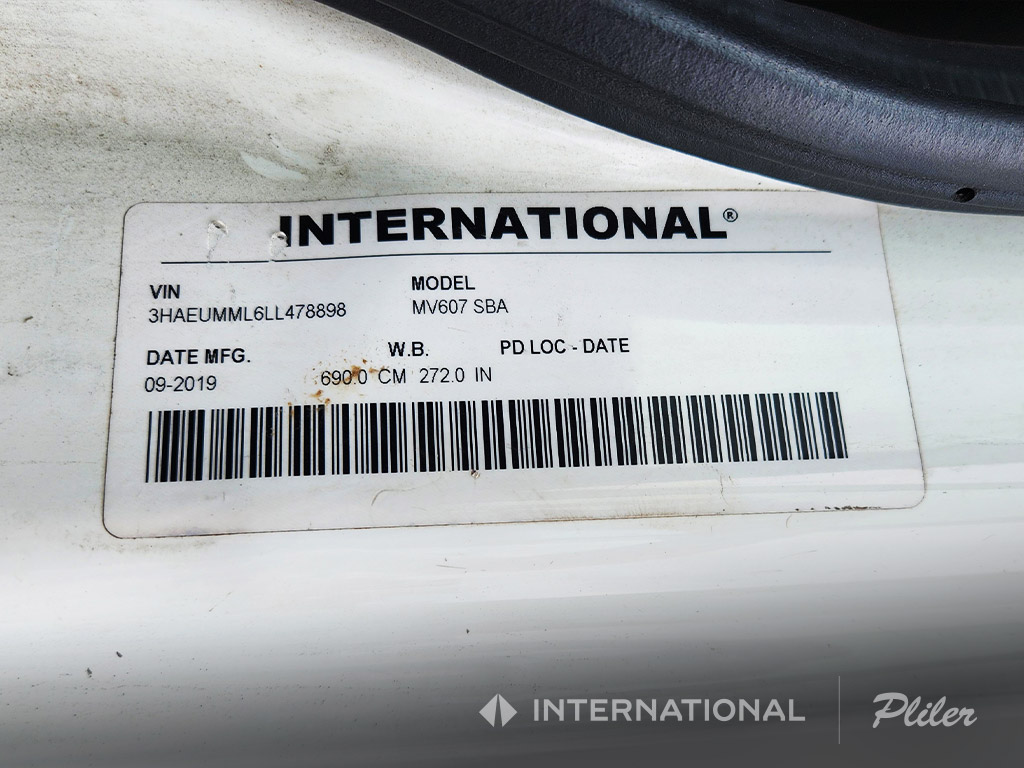 INTERNATIONAL®
VIN MODEL
3HAEUMML6LL478898 MV607 SBA
DATE MFG. W.B. PD LOC - DATE
09-2019 690.0 CM 272.0 IN
INTERNATIONAL Pliler